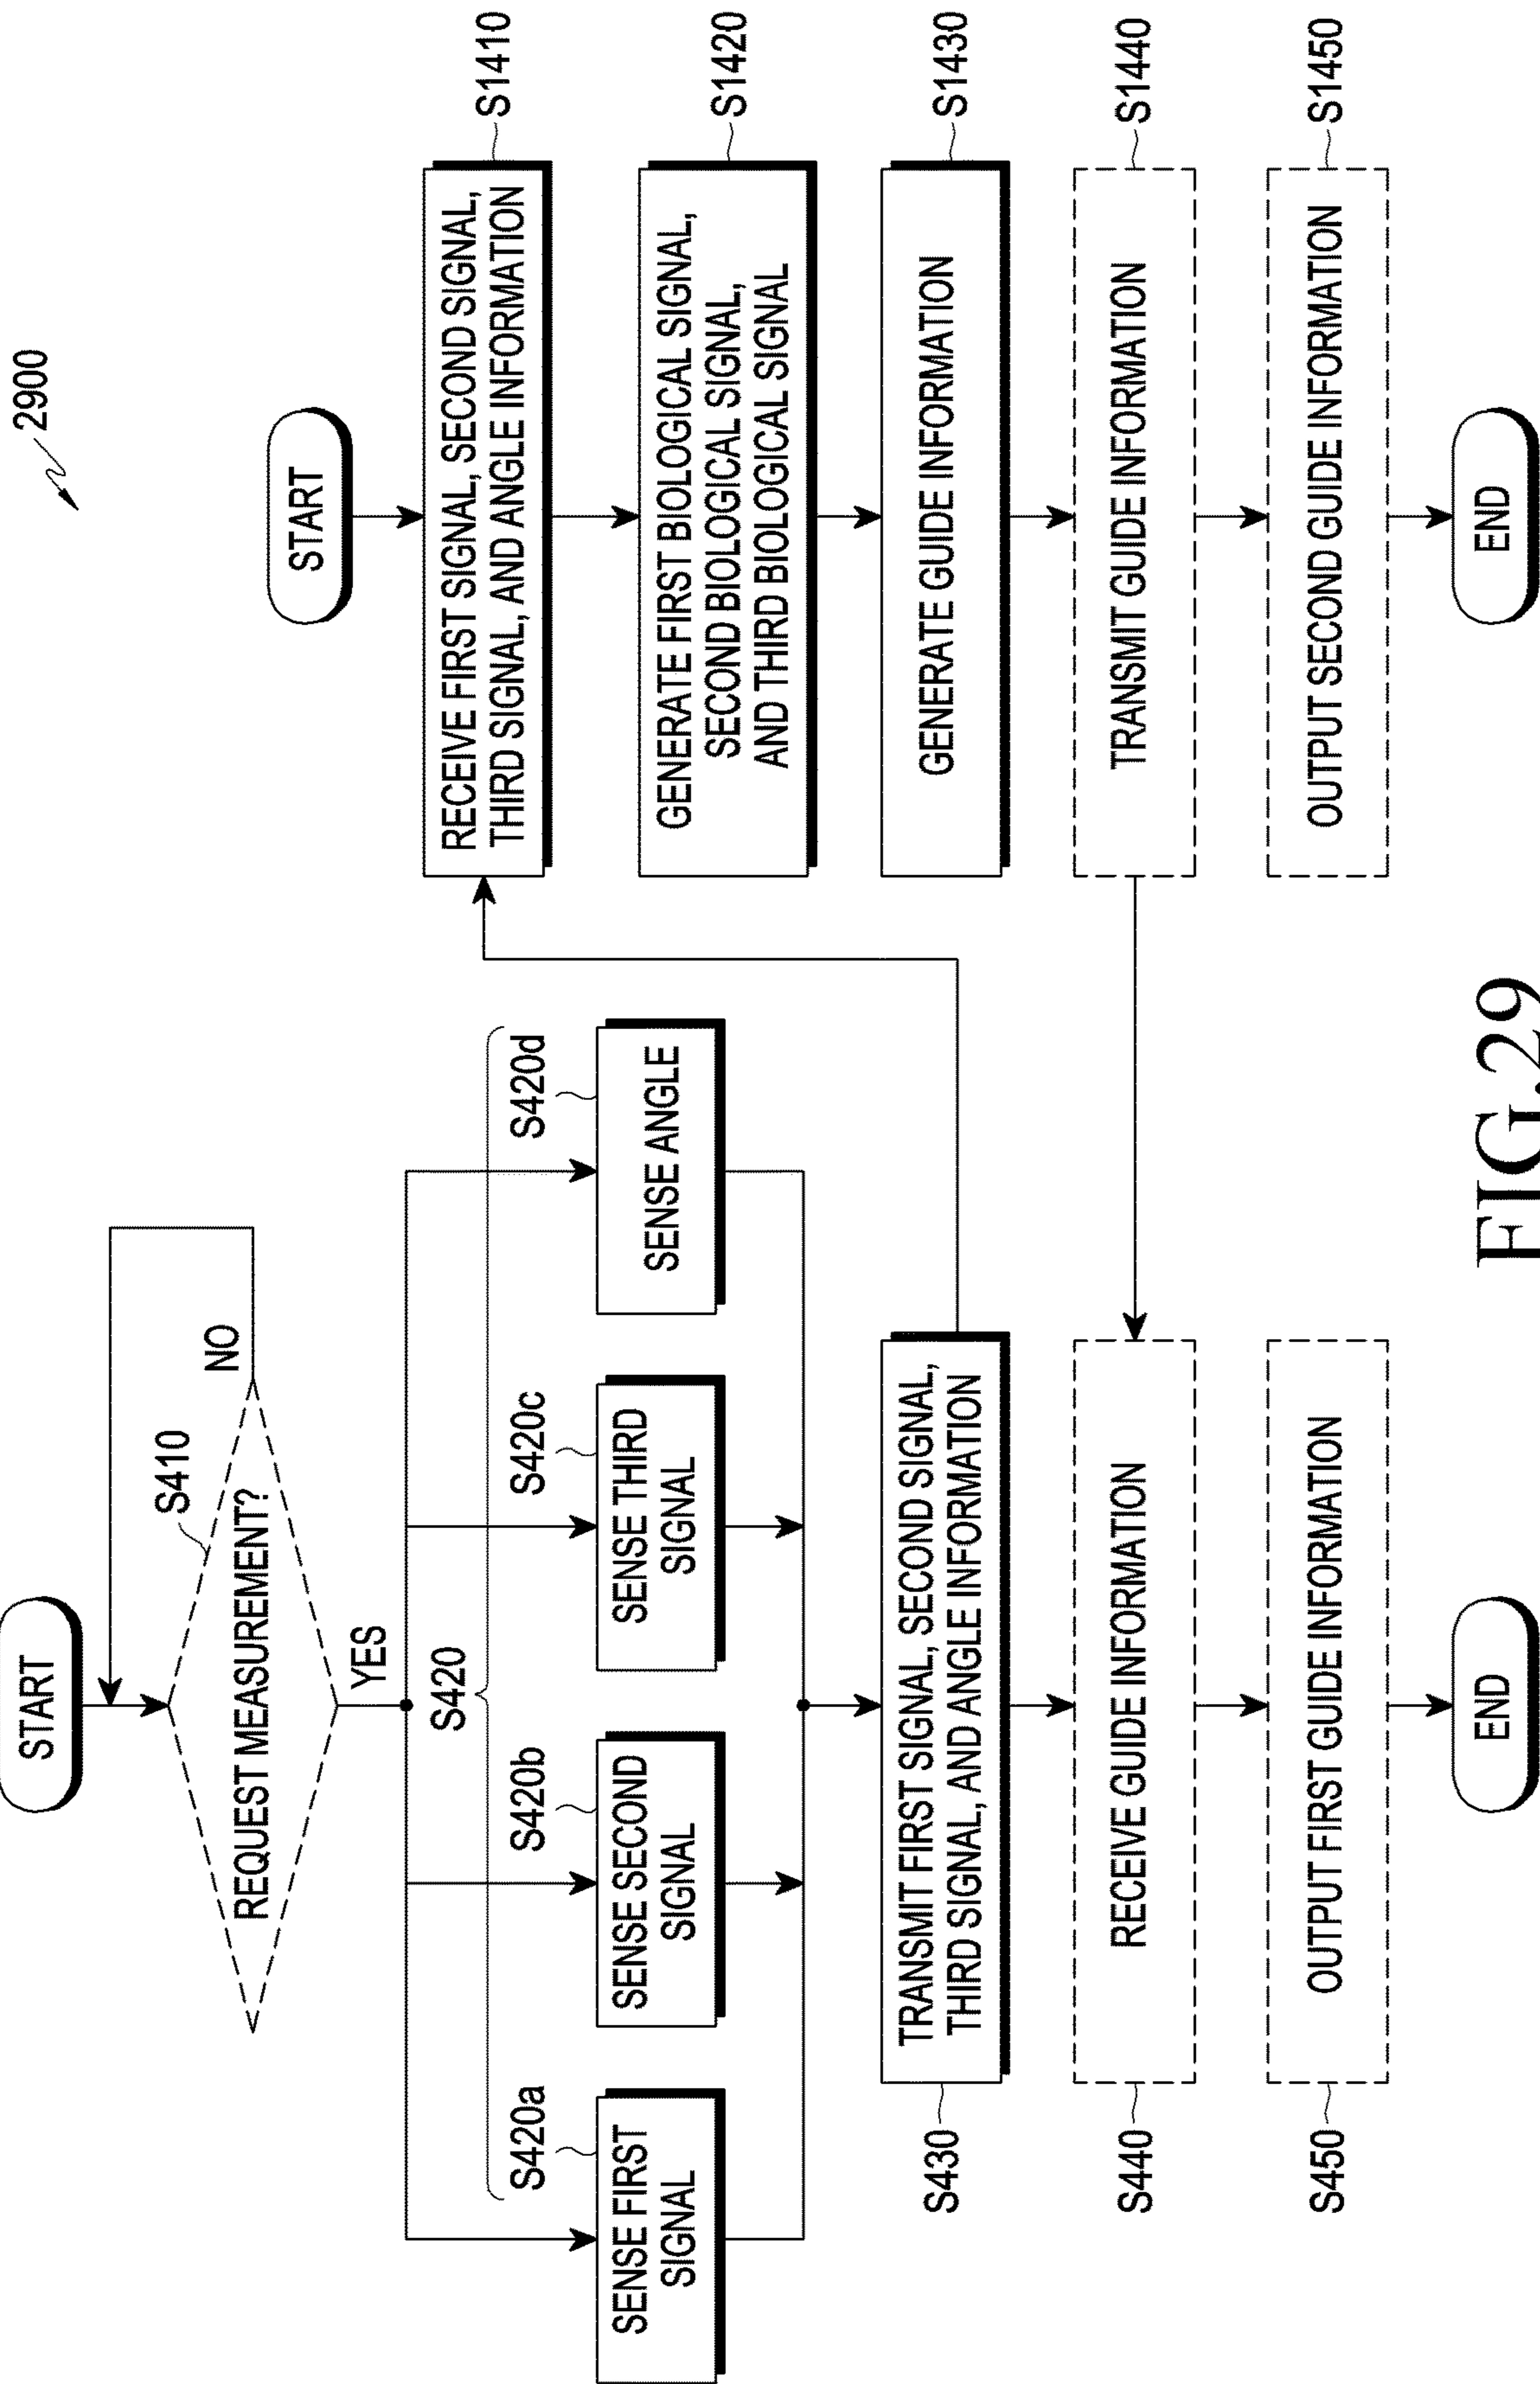 2900
START
REQUEST MEASUREMENT?
S410
NO
YES
S420
S420a
SENSE FIRST
SIGNAL
S420b
SENSE SECOND
SIGNAL
S420c
SENSE THIRD
SIGNAL
S420d
SENSE ANGLE
TRANSMIT FIRST SIGNAL, SECOND SIGNAL,
THIRD SIGNAL, AND ANGLE INFORMATION
S430
RECEIVE GUIDE INFORMATION
S440
OUTPUT FIRST GUIDE INFORMATION
S450
END
START
RECEIVE FIRST SIGNAL, SECOND SIGNAL,
THIRD SIGNAL, AND ANGLE INFORMATION
S1410
GENERATE FIRST BIOLOGICAL SIGNAL,
SECOND BIOLOGICAL SIGNAL,
AND THIRD BIOLOGICAL SIGNAL
S1420
GENERATE GUIDE INFORMATION
S1430
TRANSMIT GUIDE INFORMATION
S1440
OUTPUT SECOND GUIDE INFORMATION
S1450
END
FIG.29